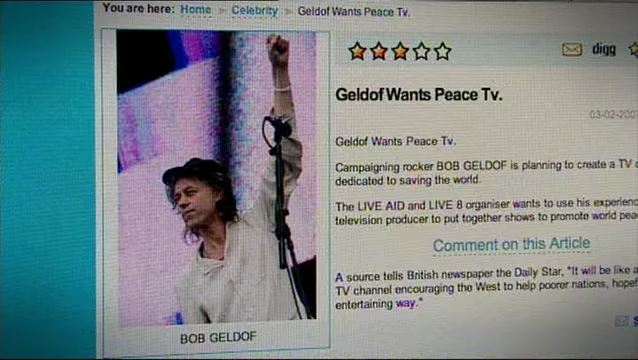 You are here: Home > Celebrity > Geldof Wants Peace Tv.
digg
Geldof Wants Peace Tv.
03-02-200
Geldof Wants Peace Tv.
Campaigning rocker BOB GELDOF is planning to create a TV
dedicated to saving the world.
The LIVE AID and LIVE 8 organiser wants to use his
television producer to put together shows to promote world
Comment on this Article
A source tells British newspaper the Daily Star, "It will be like
TV channel encouraging the West to help poorer nations,
entertaining way."
BOB GELDOF